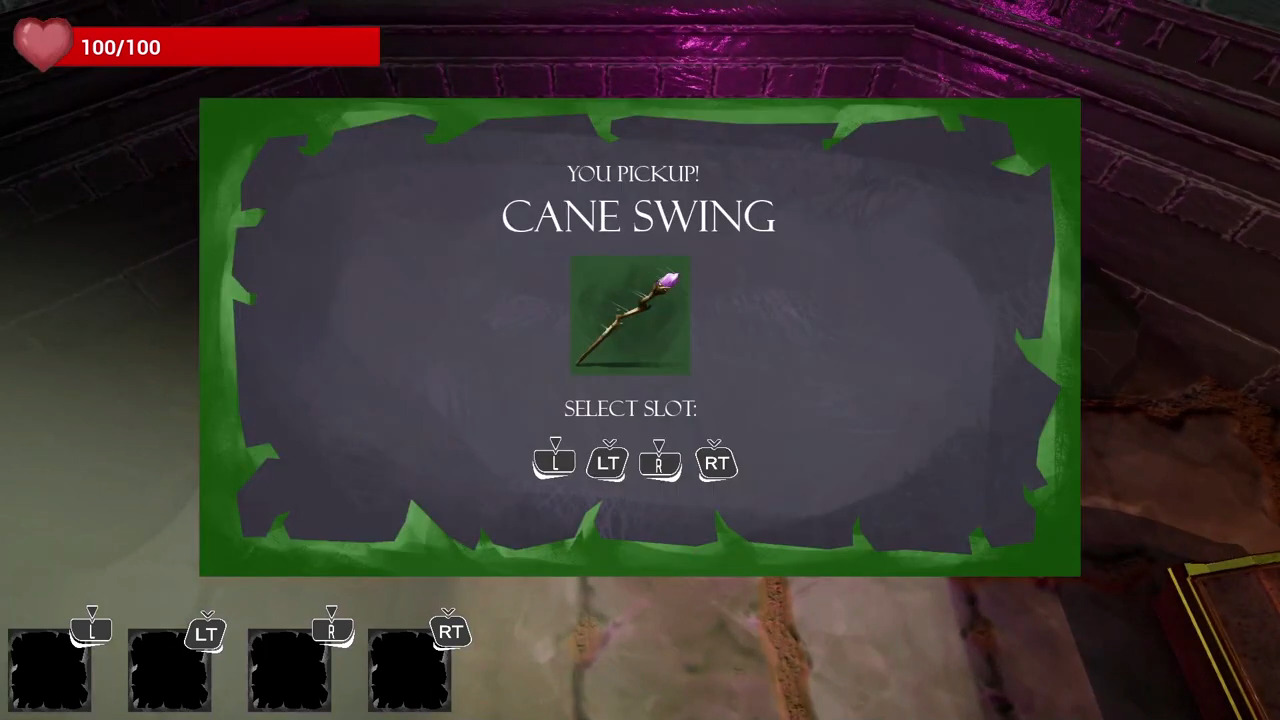 100/100
YOU PICKUP!
CANE SWING
SELECT SLOT:
L LT R RT
L LT R RT